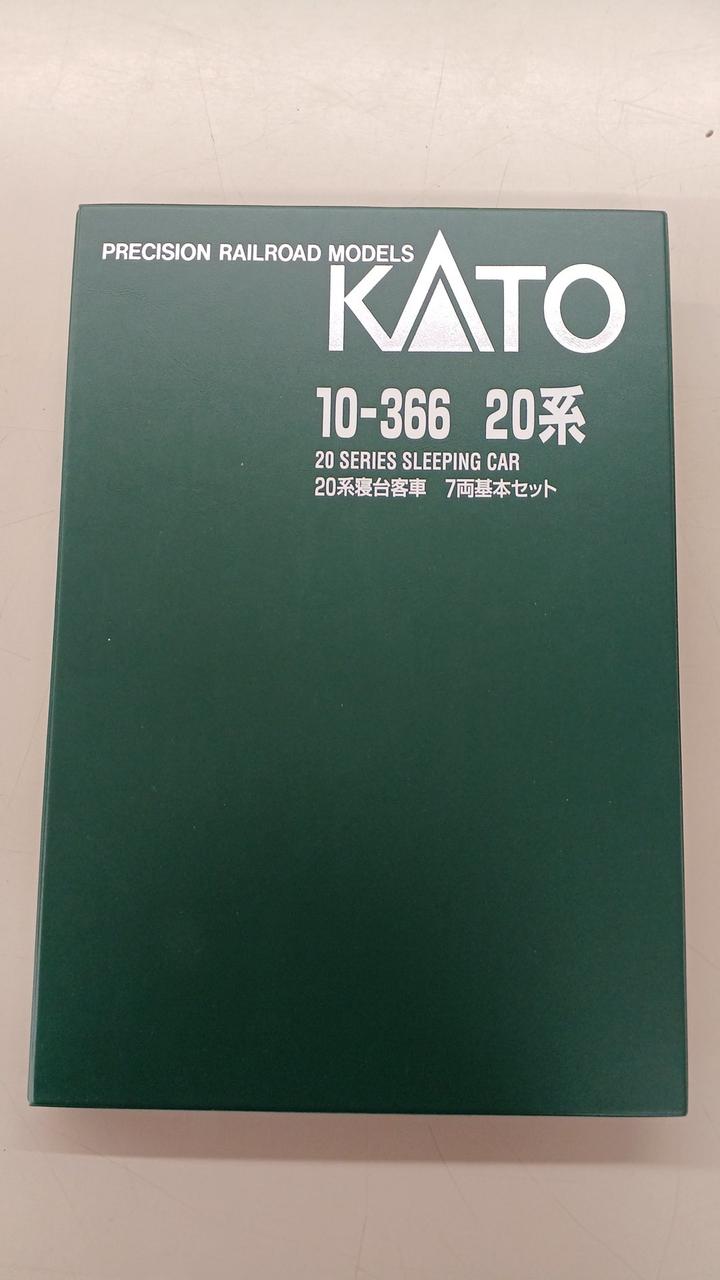 PRECISION RAILROAD MODELS
KATO
10-366 20系
20 SERIES SLEEPING CAR
20系寝台客車 7両基本セット